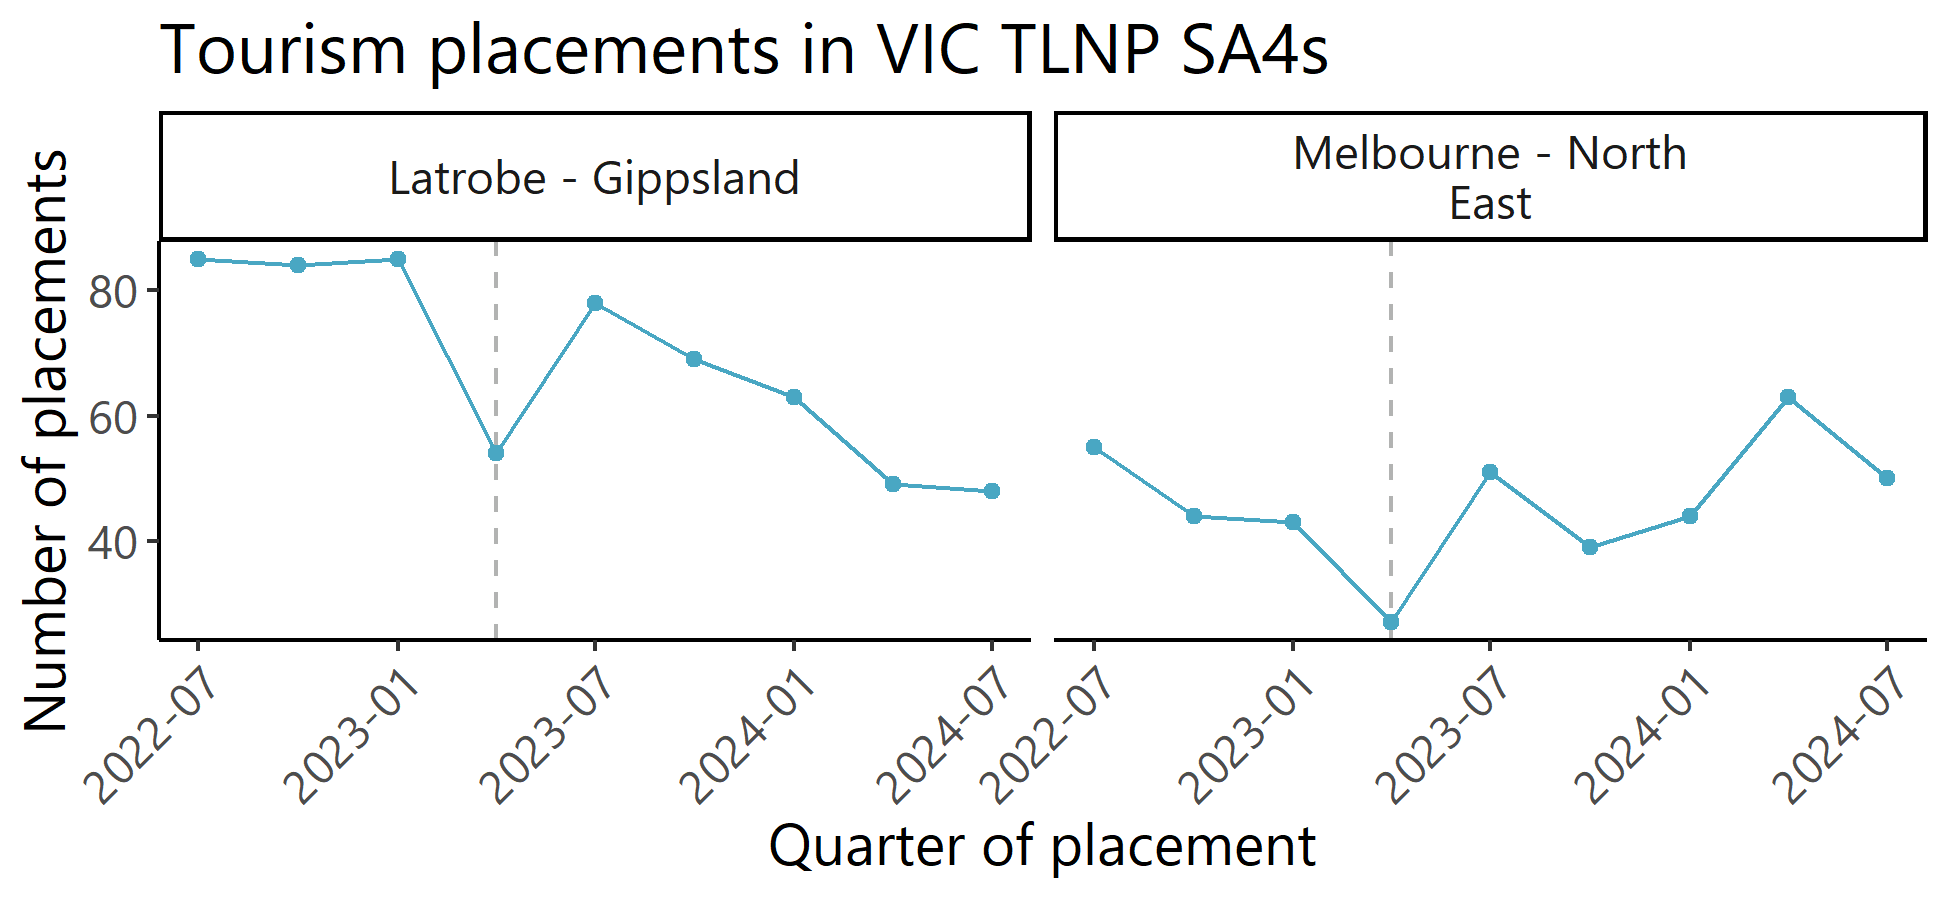 Tourism placements in VIC TLNP SA4s
Latrobe - Gippsland
Melbourne - North
East
Number of placements
80
60
40
2022-07
2023-01
2023-07
2024-01
2024-07
2022-07
2023-01
2023-07
2024-01
2024-07
Quarter of placement